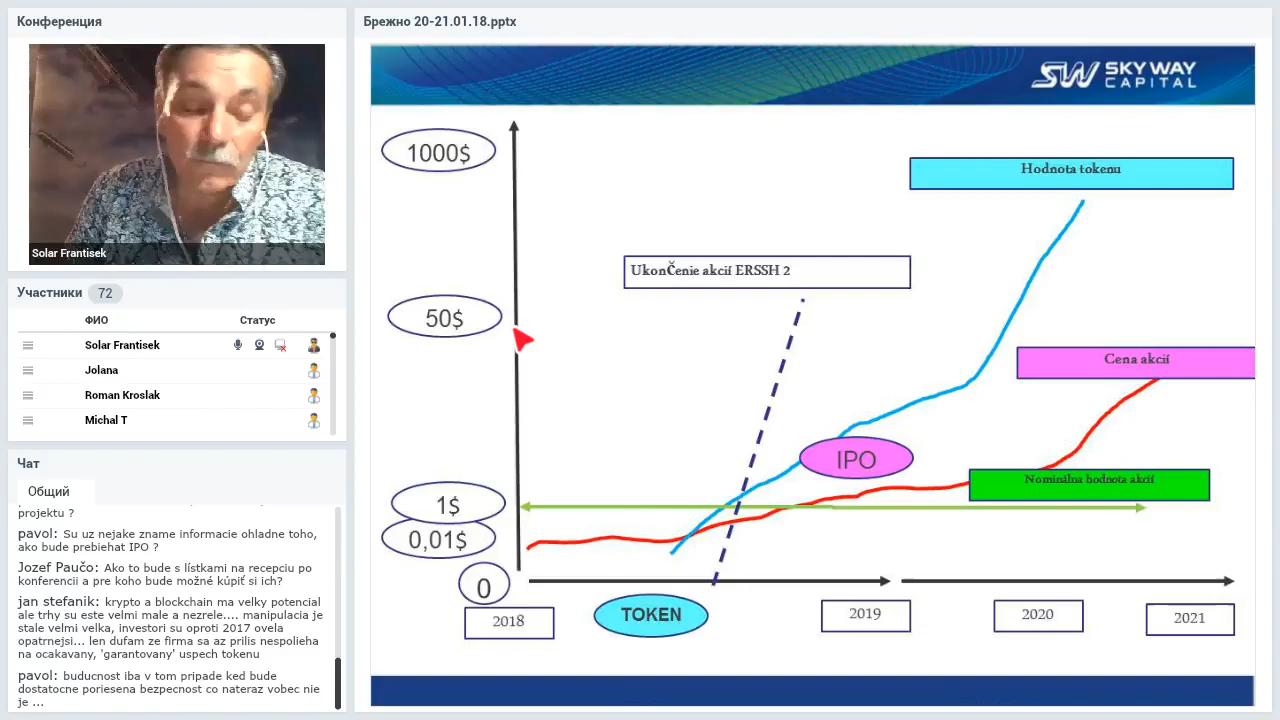 Конференция
Solar Frantisek
Участники 72
ФИО Статус
Solar Frantisek
Jolana
Roman Kroslak
Michal T
Чат
Общий
projektu ?
pavol: Su uz nejake zname informacie ohladne toho,
ako bude prebiehat IPO ?
Jozef Paučo: Ako to bude s lístkami na recepciu po
konferencii a pre koho bude možné kúpiť si ich?
jan stefanik: krypto a blockchain ma velky potencial
ale trhy su este velmi male a nezrele.... manipulacia je
stale velmi velka, investori su oproti 2017 ovela
opatrnejsi... len dufam ze firma sa az prilis nespolieha
na ocakavany, 'garantovany' uspech tokenu
pavol: buducnost iba v tom pripade ked bude
dostatocne poriesena bezpecnost co nateraz vobec nie
je ...
Брежно 20-21.01.18.pptx
SW SKY WAY
CAPITAL
1000$
Hodnota tokenu
UkonČenie akcií ERSSH 2
50$
Cena akcií
IPO
Nominálna hodnota akcií
1$
0,01$
0
2018
TOKEN
2019
2020
2021